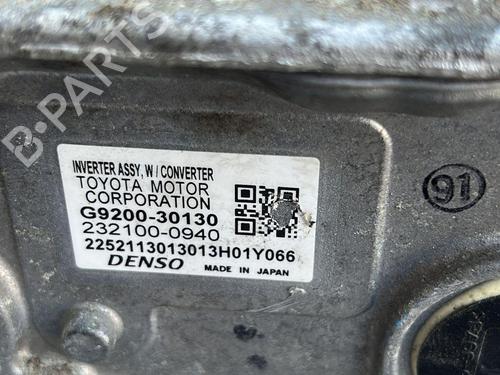 B-PARTS
INVERTER ASSY, W / CONVERTER
TOYOTA MOTOR
CORPORATION
G9200-30130
232100-0940
2252113013013H01Y066
DENSO MADE IN JAPAN
91